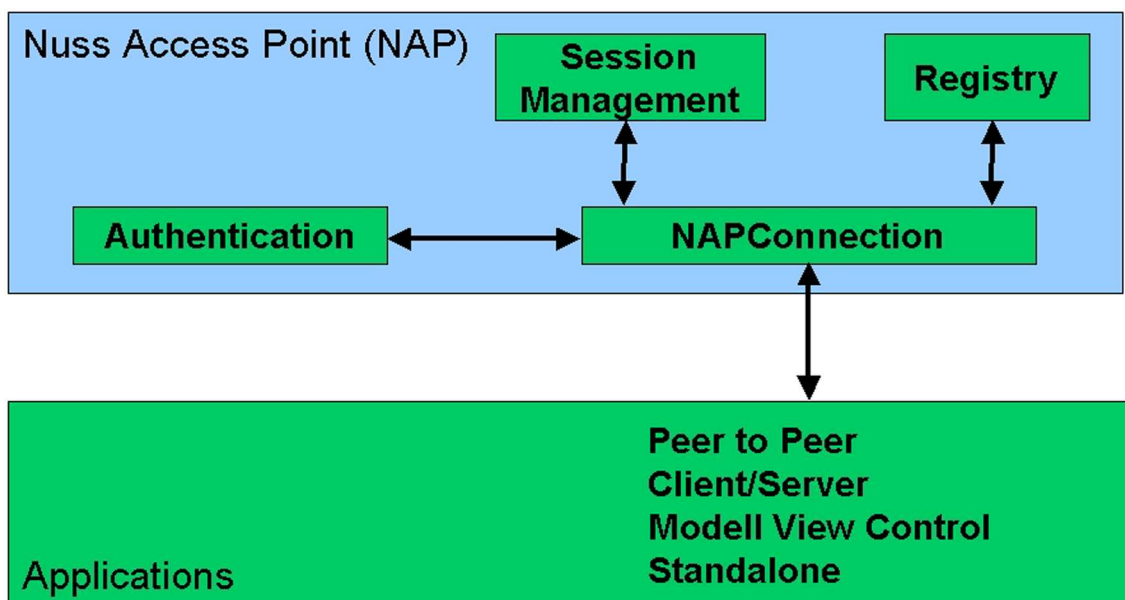 Nuss Access Point (NAP)
Session
Management
Registry
Authentication
NAPConnection
Peer to Peer
Client/Server
Modell View Control
Standalone
Applications